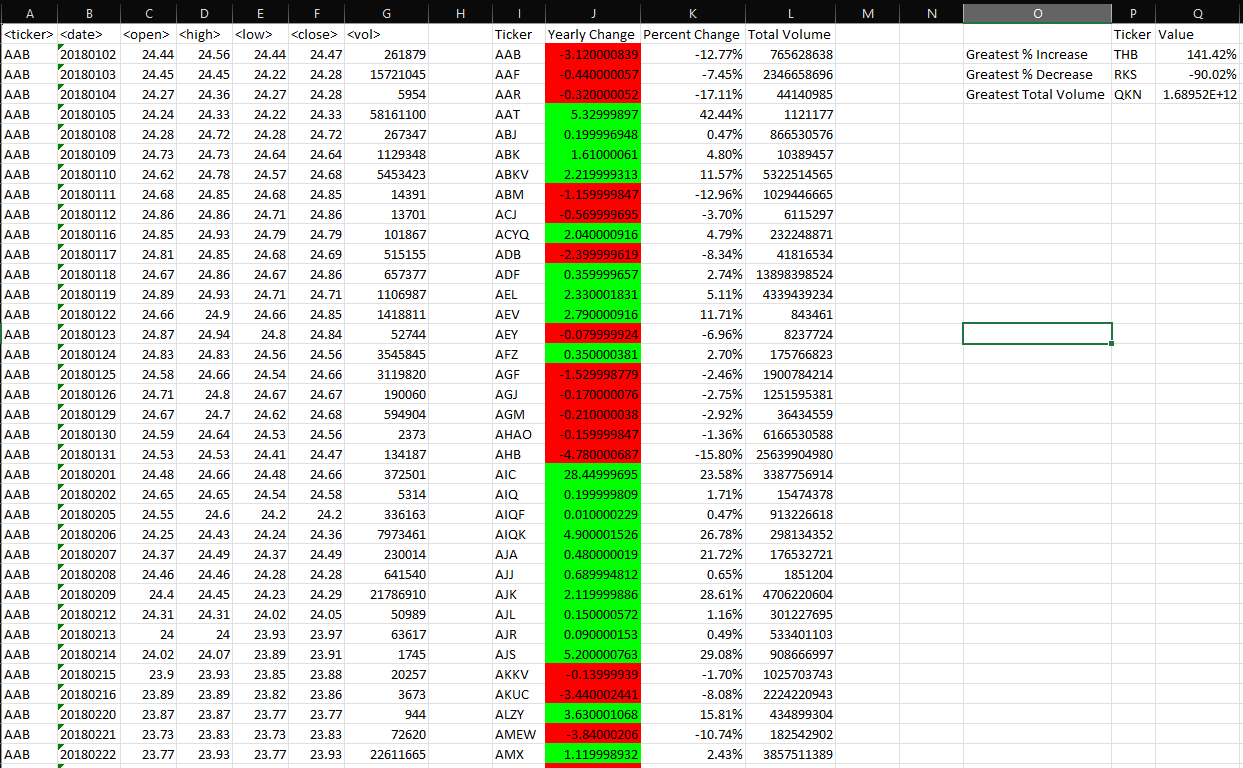 A B C D E F G H I J K L M N O P Q
<ticker> <date> <open> <high> <low> <close> <vol> Ticker Yearly Change Percent Change Total Volume Ticker Value
AAB 20180102 24.44 24.56 24.44 24.47 261879 AAB -3.120000839 -12.77% 765628638 Greatest % Increase THB 141.42%
AAB 20180103 24.45 24.45 24.22 24.28 15721045 AAF -0.440000057 -7.45% 2346658696 Greatest % Decrease RKS -90.02%
AAB 20180104 24.27 24.36 24.27 24.28 5954 AAR -0.320000052 -17.11% 44140985 Greatest Total Volume QKN 1.68952E+12
AAB 20180105 24.24 24.33 24.22 24.33 58161100 AAT 5.32999897 42.44% 1121177
AAB 20180108 24.28 24.72 24.28 24.72 267347 ABJ 0.199996948 0.47% 866530576
AAB 20180109 24.73 24.73 24.64 24.64 1129348 ABK 1.61000061 4.80% 10389457
AAB 20180110 24.62 24.78 24.57 24.68 5453423 ABKV 2.219999313 11.57% 5322514565
AAB 20180111 24.68 24.85 24.68 24.85 14391 ABM -1.159999847 -12.96% 1029446665
AAB 20180112 24.86 24.86 24.71 24.86 13701 ACJ -0.569999695 -3.70% 6115297
AAB 20180116 24.85 24.93 24.79 24.79 101867 ACYQ 2.040000916 4.79% 232248871
AAB 20180117 24.81 24.85 24.68 24.69 515155 ADB -2.399999619 -8.34% 41816534
AAB 20180118 24.67 24.86 24.67 24.86 657377 ADF 0.359999657 2.74% 13898398524
AAB 20180119 24.89 24.93 24.71 24.71 1106987 AEL 2.330001831 5.11% 4339439234
AAB 20180122 24.66 24.9 24.66 24.85 1418811 AEV 2.790000916 11.71% 843461
AAB 20180123 24.87 24.94 24.8 24.84 52744 AEY -0.079999924 -6.96% 8237724
AAB 20180124 24.83 24.83 24.56 24.56 3545845 AFZ 0.350000381 2.70% 175766823
AAB 20180125 24.58 24.66 24.54 24.66 3119820 AGF -1.529998779 -2.46% 1900784214
AAB 20180126 24.71 24.8 24.67 24.67 190060 AGJ -0.170000076 -2.75% 1251595381
AAB 20180129 24.67 24.7 24.62 24.68 594904 AGM -0.210000038 -2.92% 36434559
AAB 20180130 24.59 24.64 24.53 24.56 2373 AHAO -0.159999847 -1.36% 6166530588
AAB 20180131 24.53 24.53 24.41 24.47 134187 AHB -4.780000687 -15.80% 25639904980
AAB 20180201 24.48 24.66 24.48 24.66 372501 AIC 28.44999695 23.58% 3387756914
AAB 20180202 24.65 24.65 24.54 24.58 5314 AIQ 0.199999809 1.71% 15474378
AAB 20180205 24.55 24.6 24.2 24.2 336163 AIQF 0.010000229 0.47% 913226618
AAB 20180206 24.25 24.43 24.24 24.36 7973461 AIQK 4.900001526 26.78% 298134352
AAB 20180207 24.37 24.49 24.37 24.49 230014 AJA 0.480000019 21.72% 176532721
AAB 20180208 24.46 24.46 24.28 24.28 641540 AJJ 0.689994812 0.65% 1851204
AAB 20180209 24.4 24.45 24.23 24.29 21786910 AJK 2.119999886 28.61% 4706220604
AAB 20180212 24.31 24.31 24.02 24.05 50989 AJL 0.150000572 1.16% 301227695
AAB 20180213 24 24 23.93 23.97 63617 AJR 0.090000153 0.49% 533401103
AAB 20180214 24.02 24.07 23.89 23.91 1745 AJS 5.200000763 29.08% 908666997
AAB 20180215 23.9 23.93 23.85 23.88 20257 AKKV -0.13999939 -1.70% 1025703743
AAB 20180216 23.89 23.89 23.82 23.86 3673 AKUC -3.440002441 -8.08% 2224220943
AAB 20180220 23.87 23.87 23.77 23.77 944 ALZY 3.630001068 15.81% 434899304
AAB 20180221 23.73 23.83 23.73 23.83 72620 AMEW -3.84000206 -10.74% 182542902
AAB 20180222 23.77 23.93 23.77 23.93 22611665 AMX 1.119998932 2.43% 3857511389